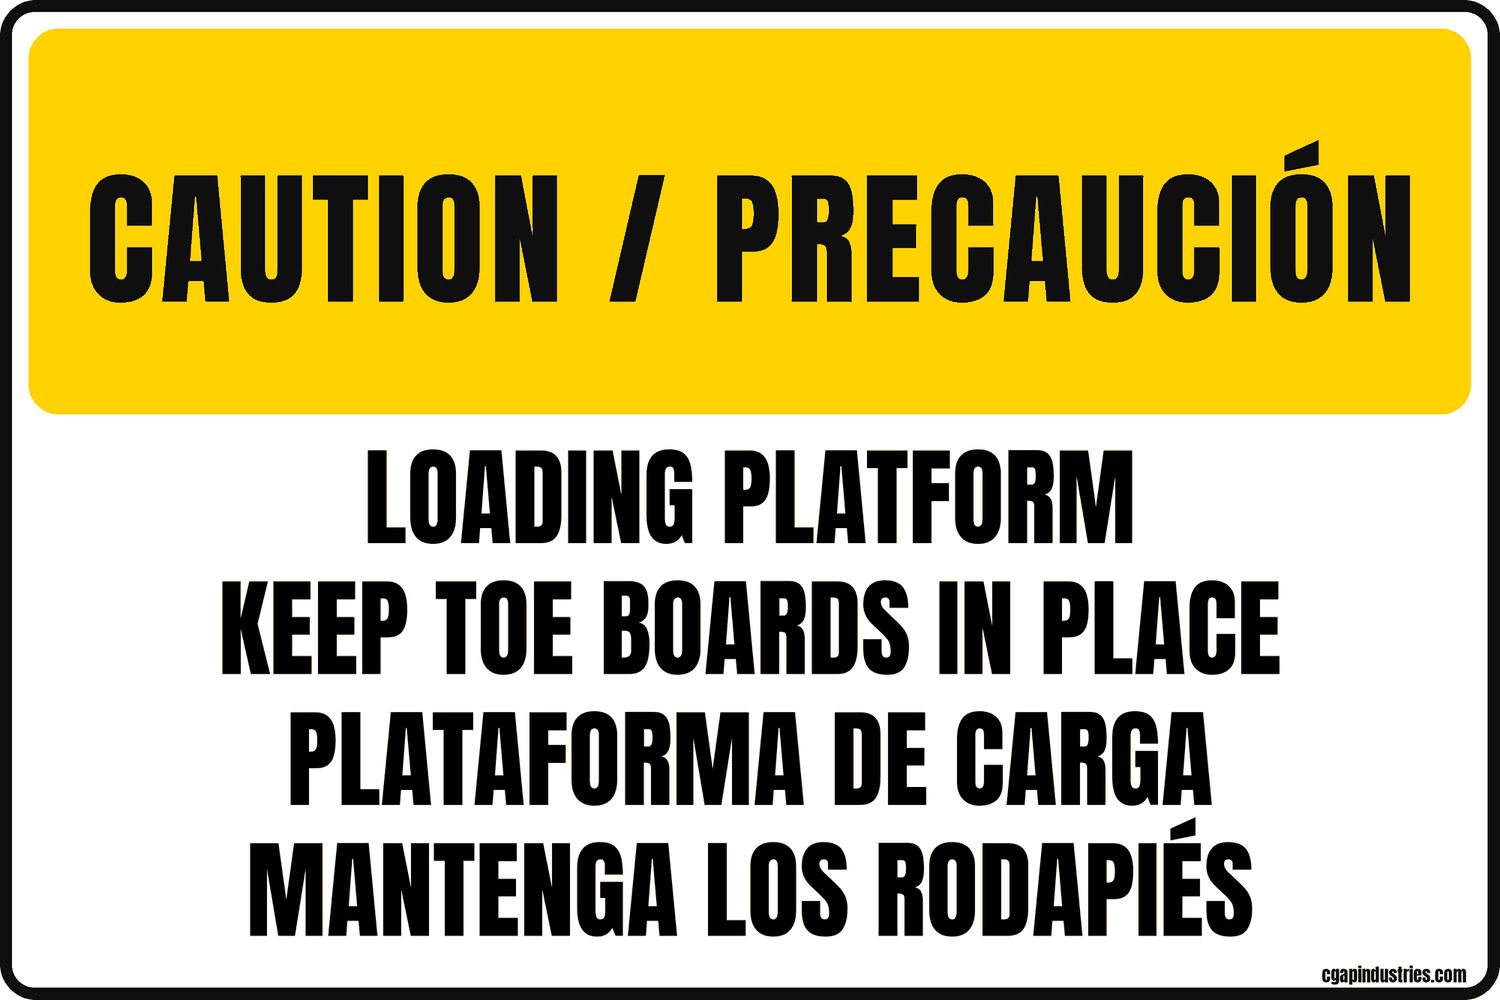 CAUTION / PRECAUCIÓN
LOADING PLATFORM
KEEP TOE BOARDS IN PLACE
PLATAFORMA DE CARGA
MANTENGA LOS RODAPIÉS
cgapindustries.com